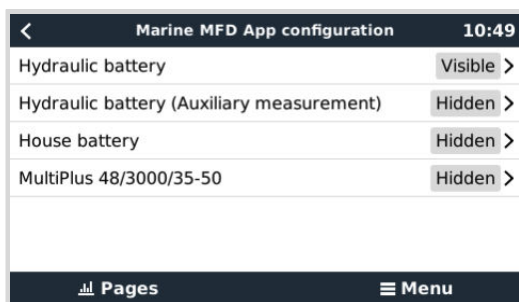 Marine MFD App configuration 10:49
Hydraulic battery Visible
Hydraulic battery (Auxiliary measurement) Hidden
House battery Hidden
MultiPlus 48/3000/35-50 Hidden
Pages Menu